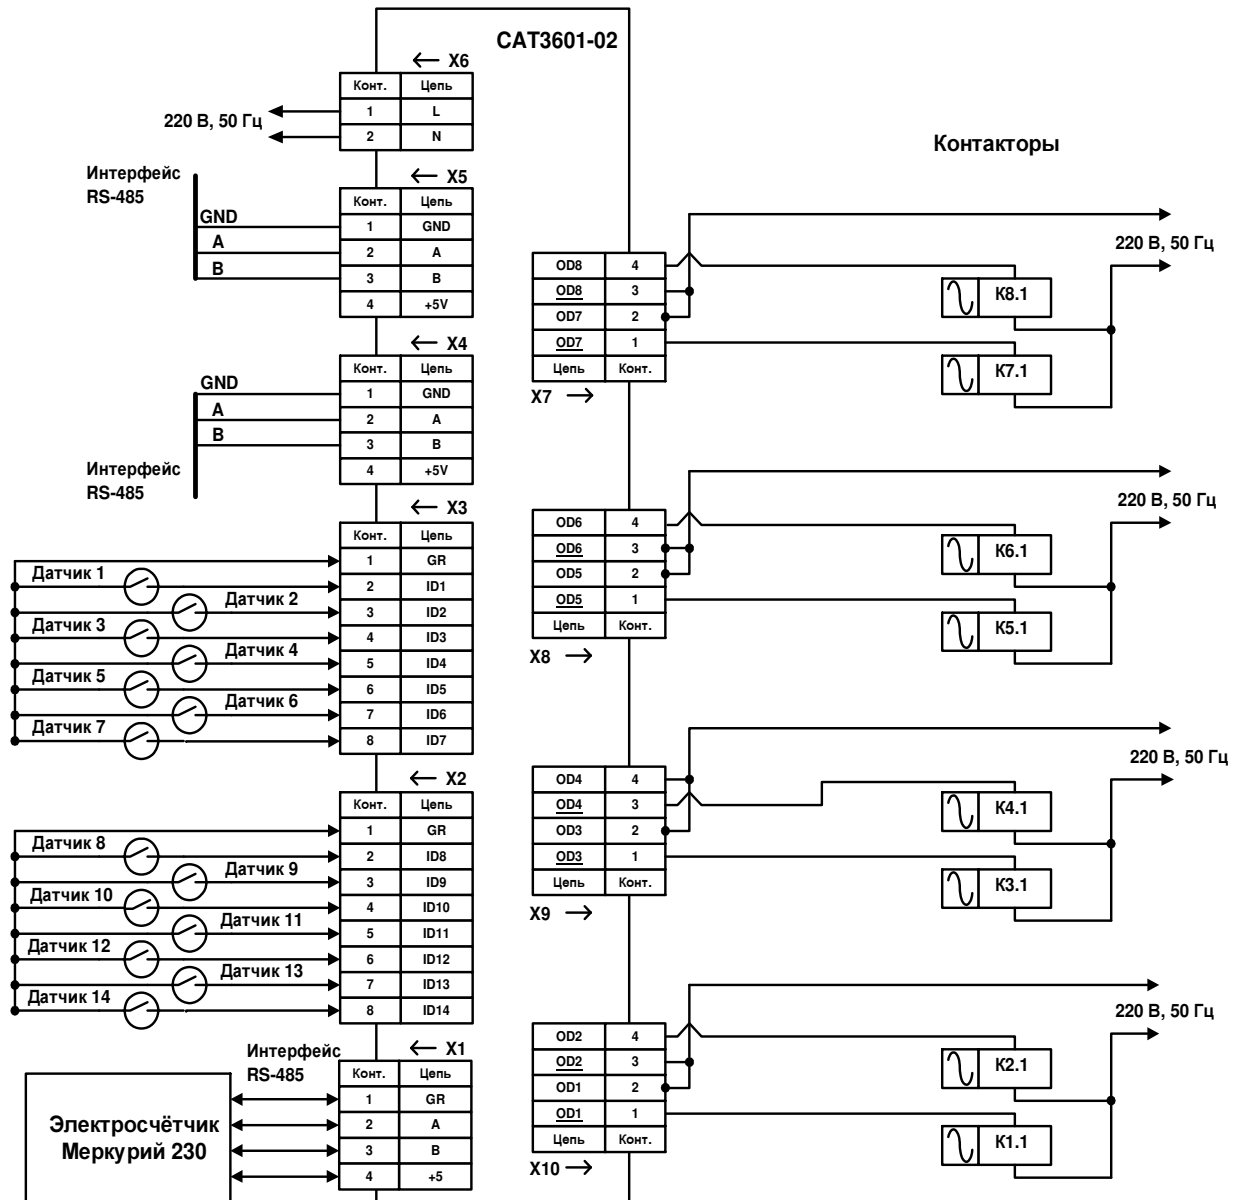 САТ3601-02
← X6
Конт. Цепь
1 L
2 N
220 В, 50 Гц
Интерфейс
RS-485
← X5
Конт. Цепь
GND 1 GND
A 2 A
B 3 B
4 +5V
← X4
Конт. Цепь
GND 1 GND
A 2 A
B 3 B
4 +5V
Интерфейс
RS-485
← X3
Конт. Цепь
1 GR
Датчик 1 2 ID1
Датчик 2 3 ID2
Датчик 3 4 ID3
Датчик 4 5 ID4
Датчик 5 6 ID5
Датчик 6 7 ID6
Датчик 7 8 ID7
← X2
Конт. Цепь
1 GR
Датчик 8 2 ID8
Датчик 9 3 ID9
Датчик 10 4 ID10
Датчик 11 5 ID11
Датчик 12 6 ID12
Датчик 13 7 ID13
Датчик 14 8 ID14
Интерфейс
RS-485
← X1
Конт. Цепь
1 GR
2 A
3 B
4 +5
Электросчётчик
Меркурий 230
Контакторы
220 В, 50 Гц
OD8 4
OD8 3
OD7 2
OD7 1
Цепь Конт.
X7 →
К8.1
К7.1
220 В, 50 Гц
OD6 4
OD6 3
OD5 2
OD5 1
Цепь Конт.
X8 →
К6.1
К5.1
220 В, 50 Гц
OD4 4
OD4 3
OD3 2
OD3 1
Цепь Конт.
X9 →
К4.1
К3.1
220 В, 50 Гц
OD2 4
OD2 3
OD1 2
OD1 1
Цепь Конт.
X10 →
К2.1
К1.1